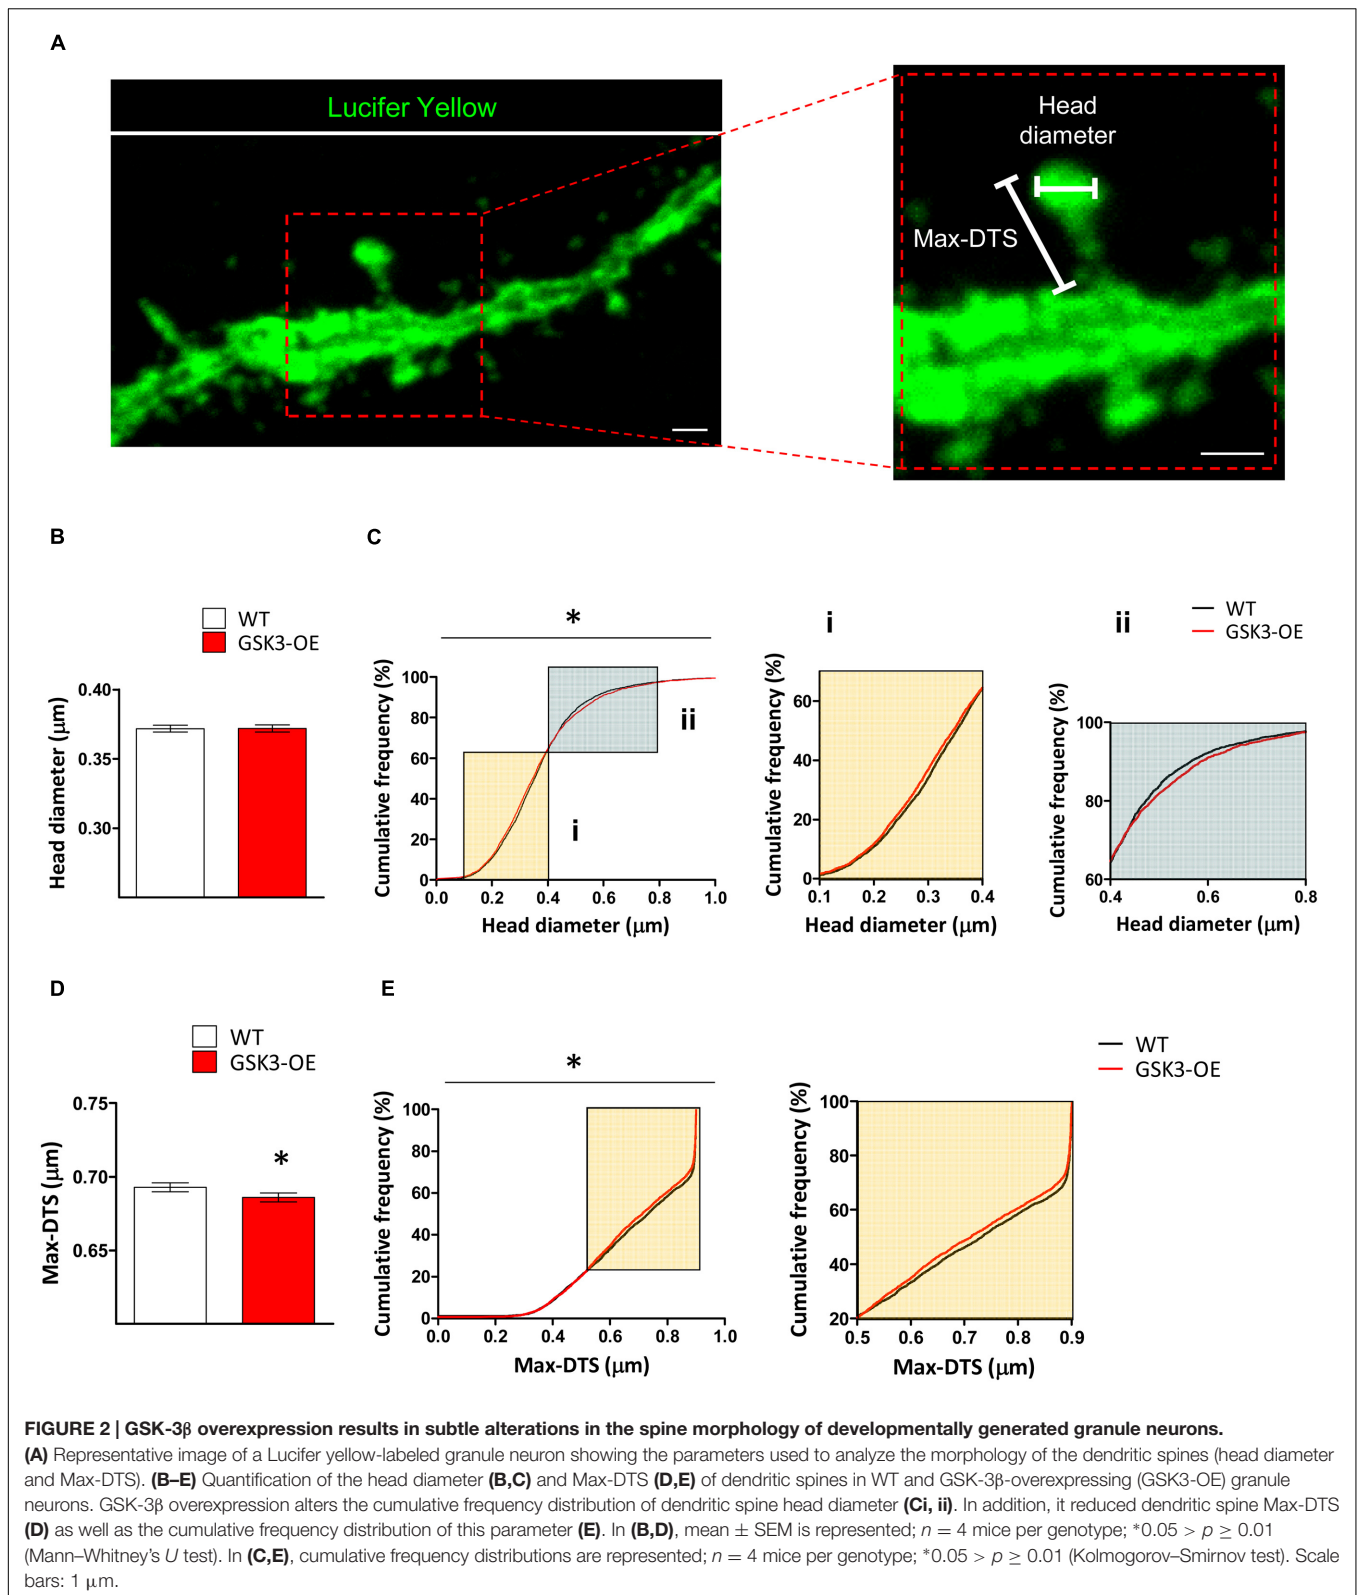 A
Lucifer Yellow
Head
diameter
Max-DTS
B
WT
GSK3-OE
Head diameter (μm)
0.40
0.35
0.30
C
*
Cumulative frequency (%)
100
80
60
40
20
0
0.0 0.2 0.4 0.6 0.8 1.0
Head diameter (μm)
i
ii
i
Cumulative frequency (%)
60
40
20
0
0.1 0.2 0.3 0.4
Head diameter (μm)
ii
WT
GSK3-OE
Cumulative frequency (%)
100
80
60
0.4 0.6 0.8
Head diameter (μm)
D
WT
GSK3-OE
Max-DTS (μm)
0.75
0.70
0.65
*
E
*
Cumulative frequency (%)
100
80
60
40
20
0
0.0 0.2 0.4 0.6 0.8 1.0
Max-DTS (μm)
WT
GSK3-OE
Cumulative frequency (%)
100
80
60
40
20
0.5 0.6 0.7 0.8 0.9
Max-DTS (μm)
FIGURE 2 | GSK-3β overexpression results in subtle alterations in the spine morphology of developmentally generated granule neurons.
(A) Representative image of a Lucifer yellow-labeled granule neuron showing the parameters used to analyze the morphology of the dendritic spines (head diameter
and Max-DTS). (B–E) Quantification of the head diameter (B,C) and Max-DTS (D,E) of dendritic spines in WT and GSK-3β-overexpressing (GSK3-OE) granule
neurons. GSK-3β overexpression alters the cumulative frequency distribution of dendritic spine head diameter (Ci, ii). In addition, it reduced dendritic spine Max-DTS
(D) as well as the cumulative frequency distribution of this parameter (E). In (B,D), mean ± SEM is represented; n = 4 mice per genotype; *0.05 > p ≥ 0.01
(Mann–Whitney's U test). In (C,E), cumulative frequency distributions are represented; n = 4 mice per genotype; *0.05 > p ≥ 0.01 (Kolmogorov–Smirnov test). Scale
bars: 1 μm.